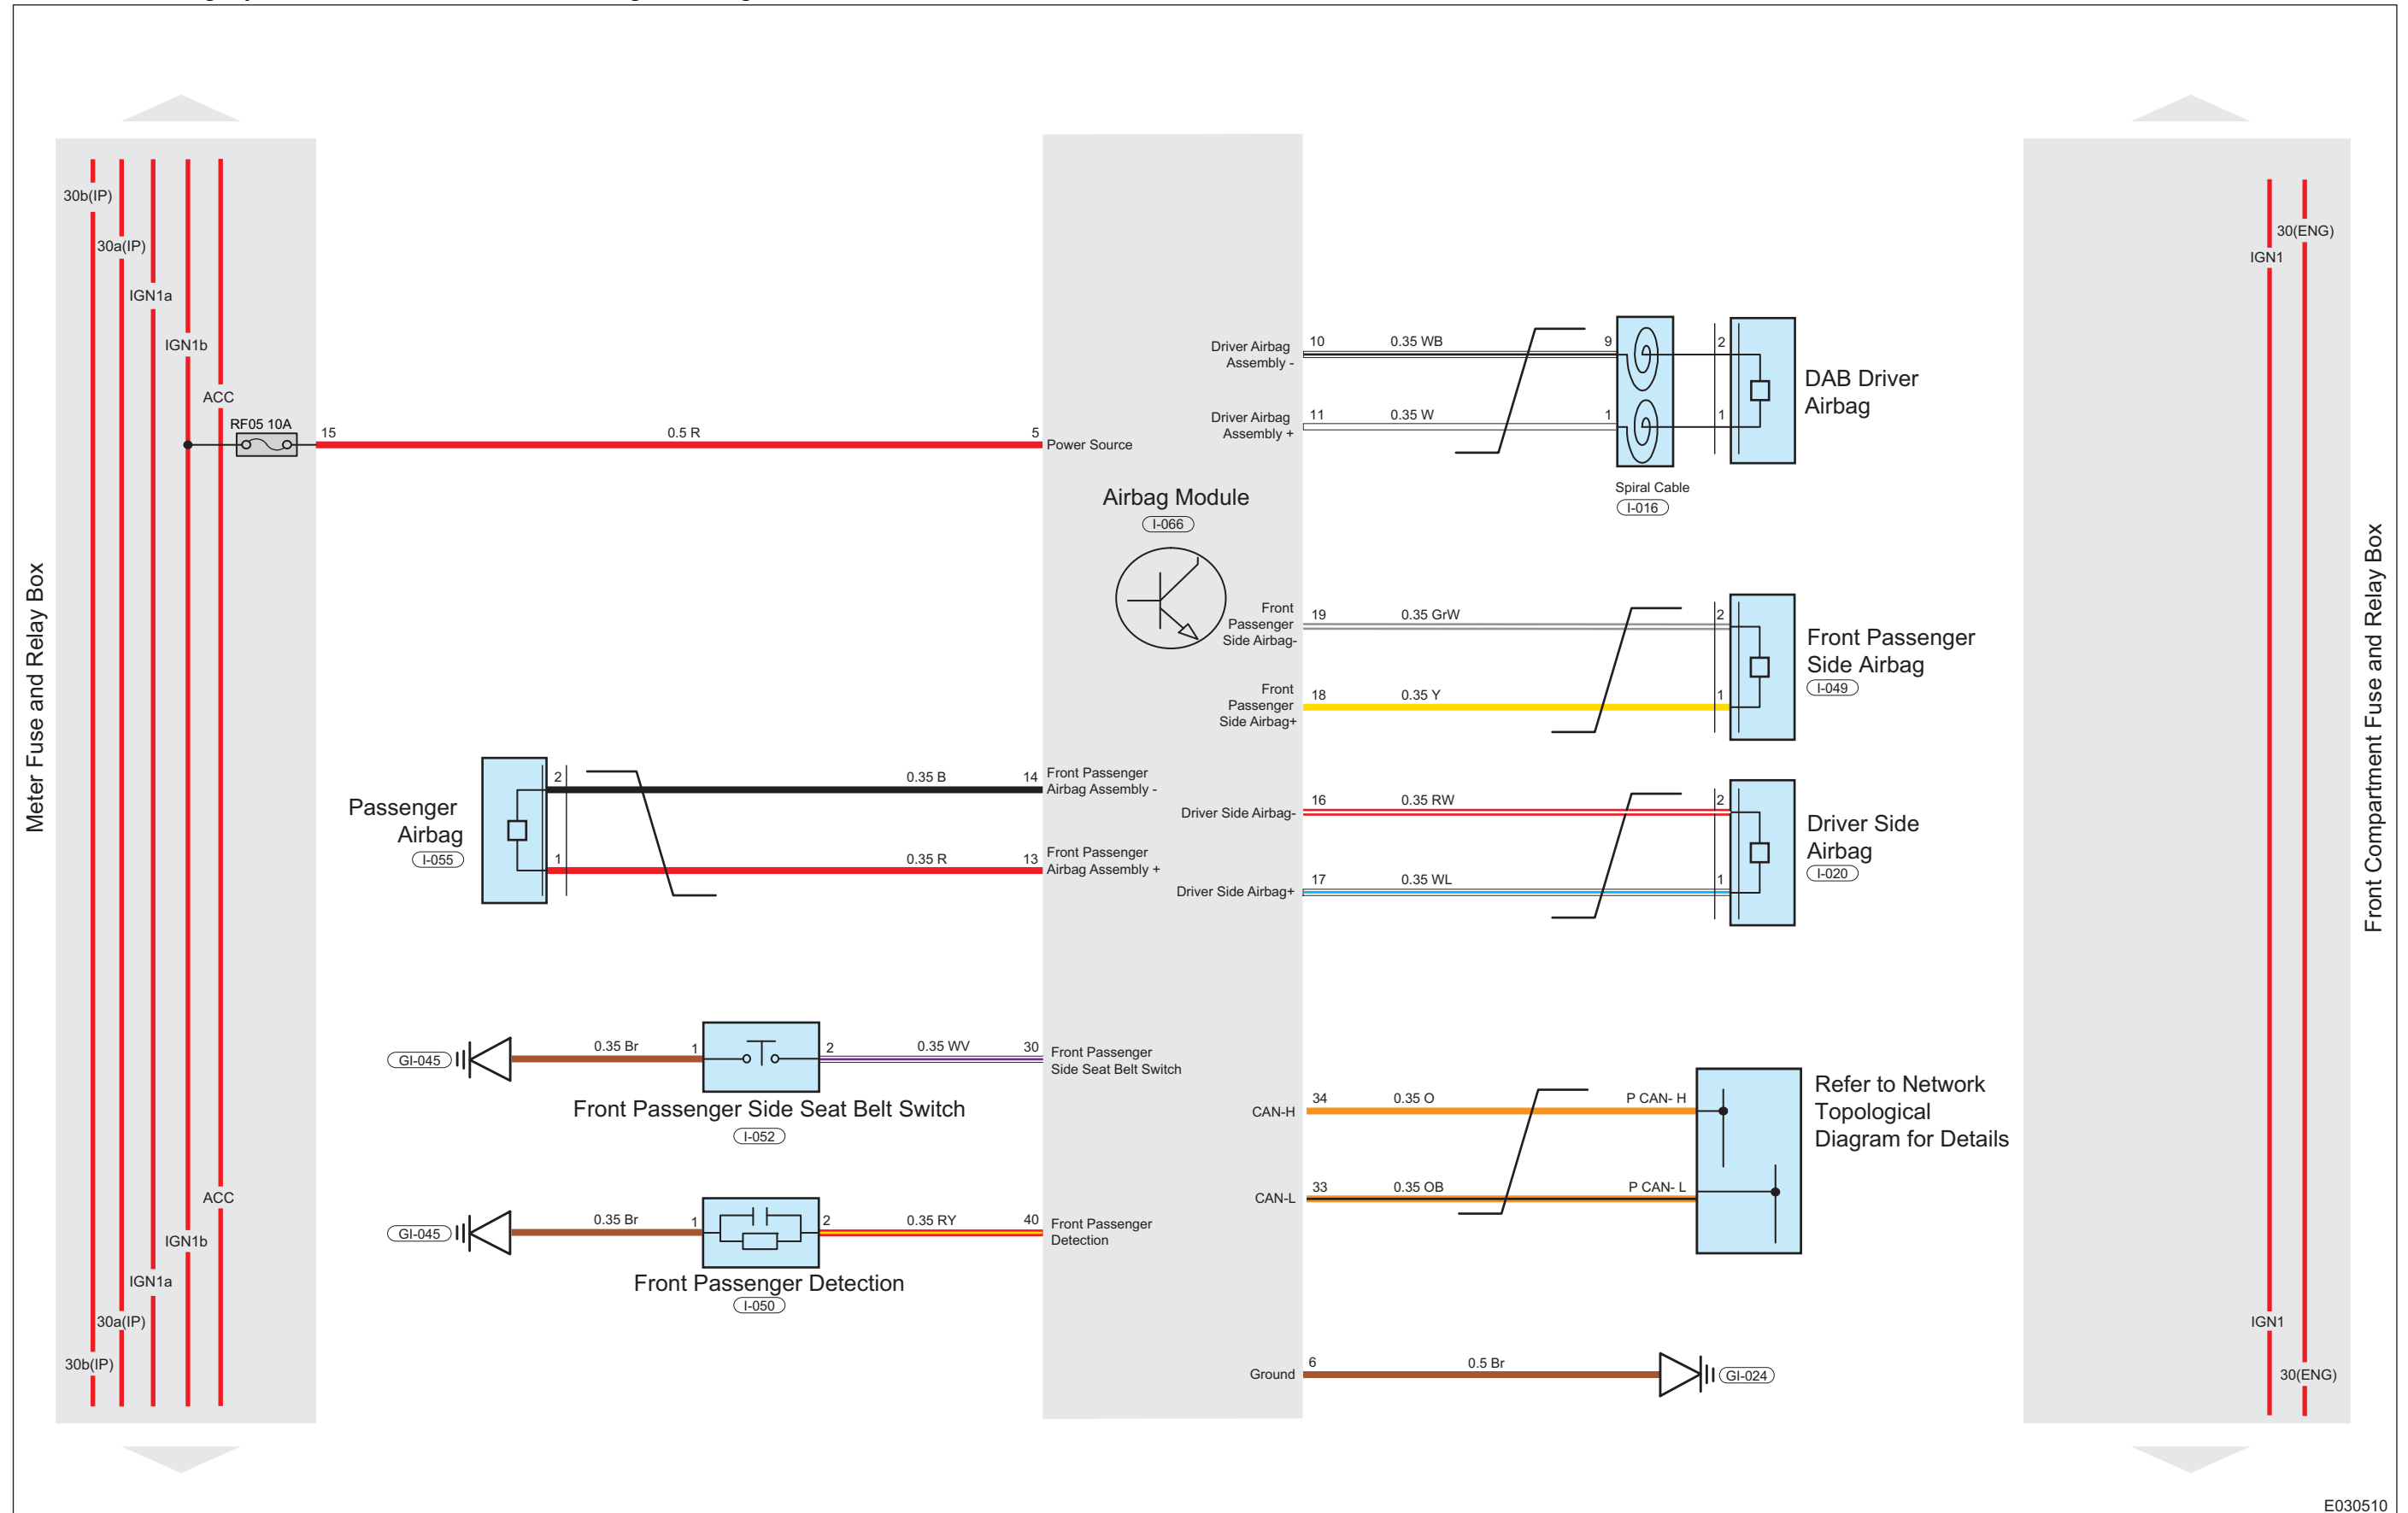 30b(IP)
30a(IP)
IGN1a
IGN1b
ACC
RF05 10A
15
0.5 R
5
Power Source
Meter Fuse and Relay Box
ACC
IGN1b
IGN1a
30a(IP)
30b(IP)
Passenger
Airbag
I-055
2
0.35 B
14
Front Passenger
Airbag Assembly -
1
0.35 R
13
Front Passenger
Airbag Assembly +
GI-045
0.35 Br
1
2
0.35 WV
30
Front Passenger
Side Seat Belt Switch
Front Passenger Side Seat Belt Switch
I-052
GI-045
0.35 Br
1
2
0.35 RY
40
Front Passenger
Detection
Front Passenger Detection
I-050
Airbag Module
I-066
Driver Airbag
Assembly -
10
0.35 WB
9
2
Driver Airbag
Assembly +
11
0.35 W
1
1
DAB Driver
Airbag
Spiral Cable
I-016
Front
Passenger
Side Airbag-
19
0.35 GrW
2
Front
Passenger
Side Airbag+
18
0.35 Y
1
Front Passenger
Side Airbag
I-049
Driver Side Airbag-
16
0.35 RW
2
Driver Side Airbag+
17
0.35 WL
1
Driver Side
Airbag
I-020
CAN-H
34
0.35 O
P CAN- H
CAN-L
33
0.35 OB
P CAN- L
Refer to Network
Topological
Diagram for Details
Ground
6
0.5 Br
GI-024
30(ENG)
IGN1
Front Compartment Fuse and Relay Box
IGN1
30(ENG)
E030510